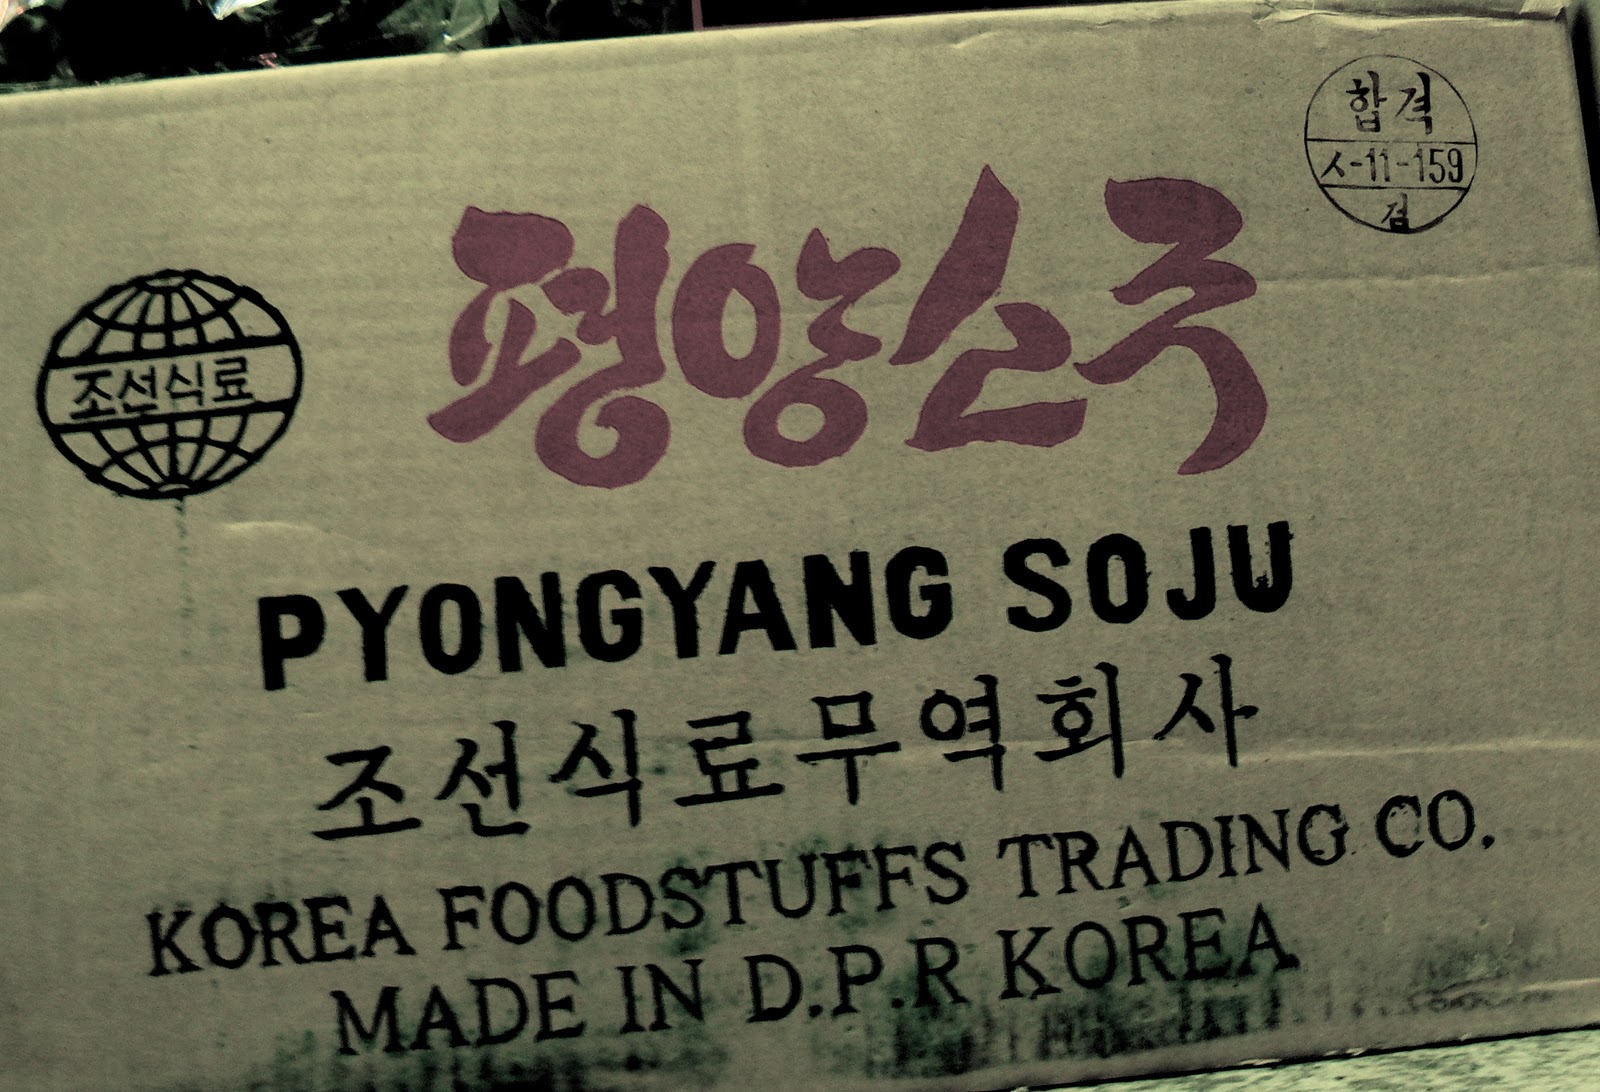 합격
ㅅ-11-159
검
평양소주
조선식료
PYONGYANG SOJU
조선식료무역회사
KOREA FOODSTUFFS TRADING CO.
MADE IN D.P.R KOREA